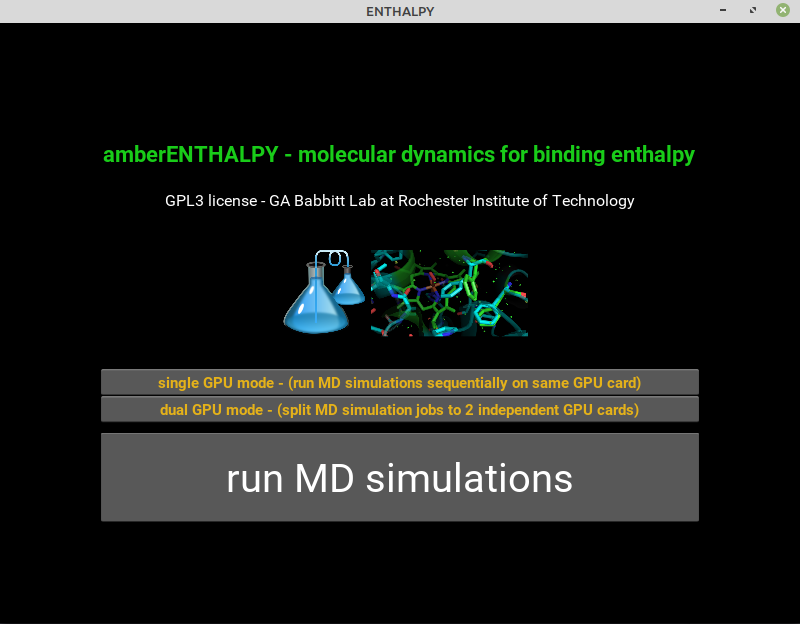 ENTHALPY
amberENTHALPY - molecular dynamics for binding enthalpy
GPL3 license - GA Babbitt Lab at Rochester Institute of Technology
single GPU mode - (run MD simulations sequentially on same GPU card)
dual GPU mode - (split MD simulation jobs to 2 independent GPU cards)
run MD simulations